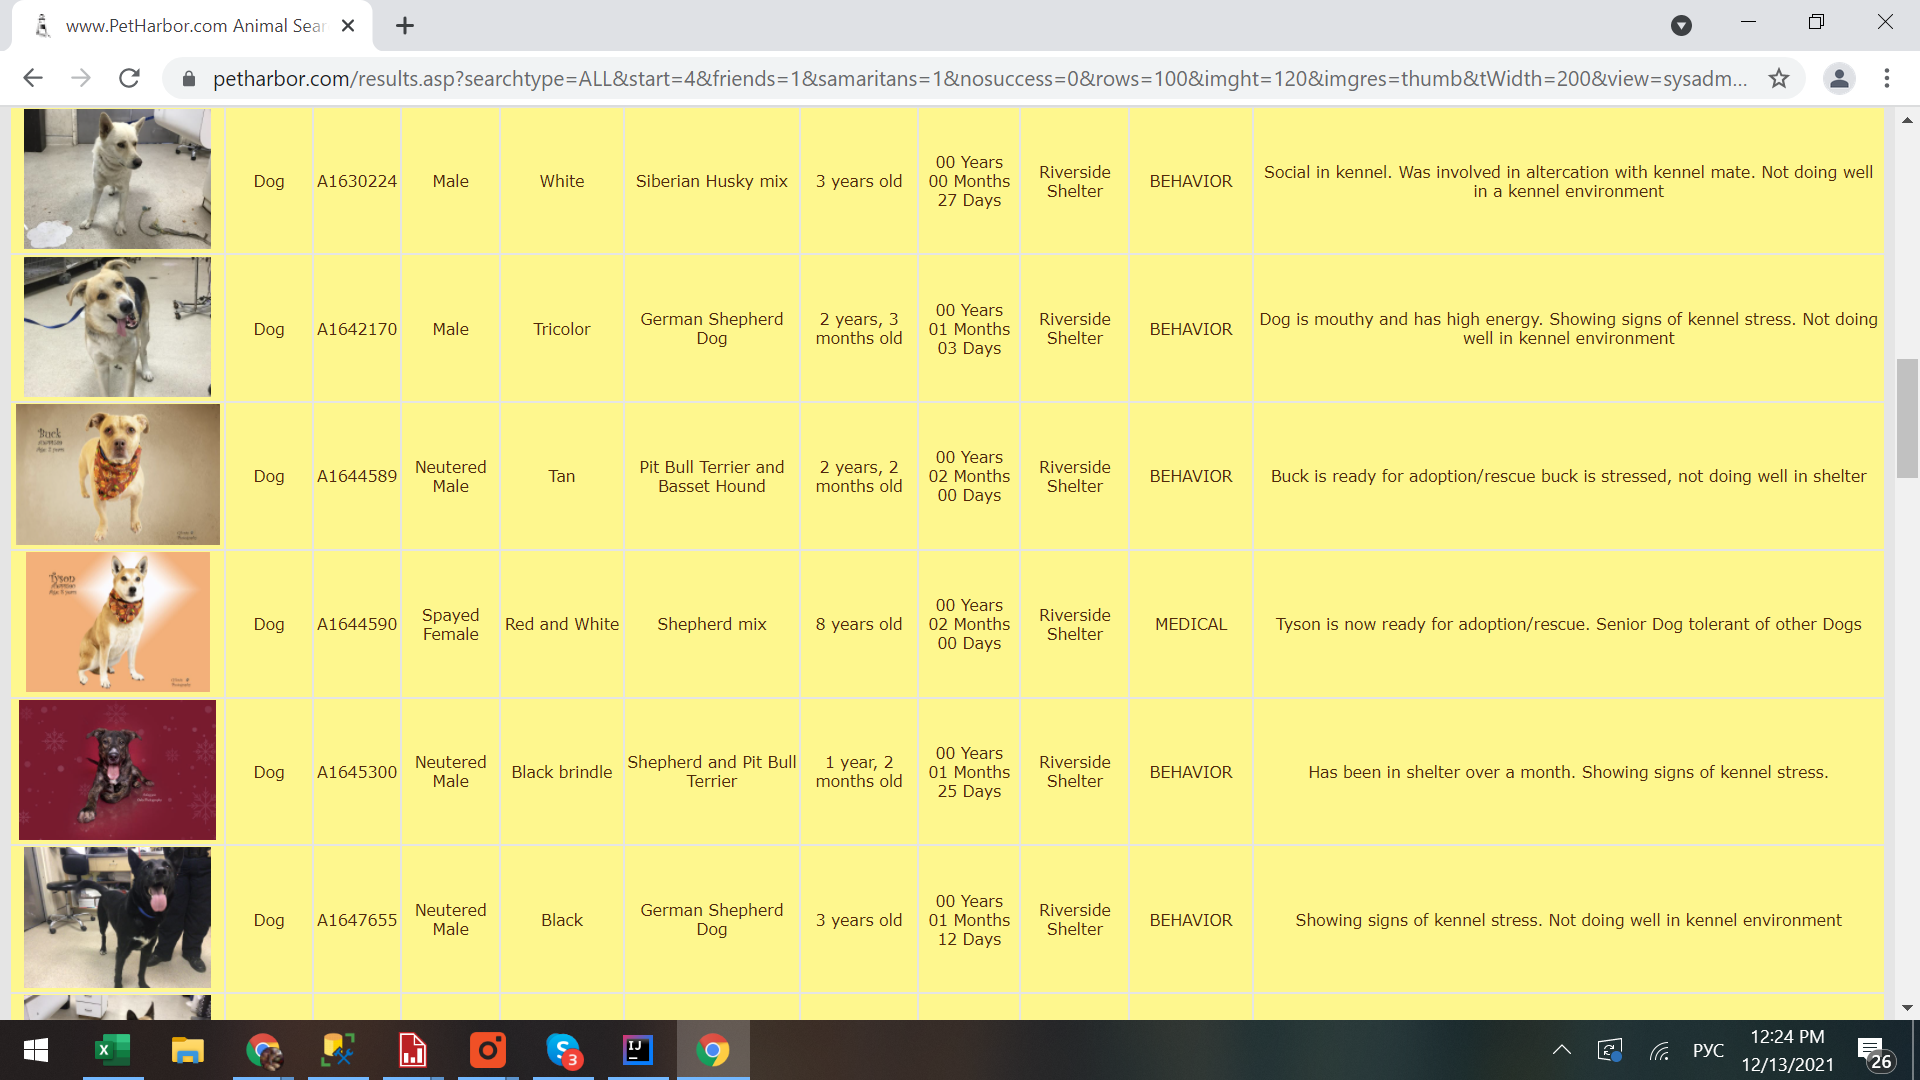 www.PetHarbor.com Animal Sear
petharbor.com/results.asp?searchtype=ALL&start=4&friends=1&samaritans=1&nosuccess=0&rows=100&imght=120&imgres=thumb&tWidth=200&view=sysadm...
Dog
A1630224
Male
White
Siberian Husky mix
3 years old
00 Years
00 Months
27 Days
Riverside
Shelter
BEHAVIOR
Social in kennel. Was involved in altercation with kennel mate. Not doing well
in a kennel environment
Dog
A1642170
Male
Tricolor
German Shepherd
Dog
2 years, 3
months old
00 Years
01 Months
03 Days
Riverside
Shelter
BEHAVIOR
Dog is mouthy and has high energy. Showing signs of kennel stress. Not doing
well in kennel environment
Buck
Dog
A1644589
Neutered
Male
Tan
Pit Bull Terrier and
Basset Hound
2 years, 2
months old
00 Years
02 Months
00 Days
Riverside
Shelter
BEHAVIOR
Buck is ready for adoption/rescue buck is stressed, not doing well in shelter
Tyson
Dog
A1644590
Spayed
Female
Red and White
Shepherd mix
8 years old
00 Years
02 Months
00 Days
Riverside
Shelter
MEDICAL
Tyson is now ready for adoption/rescue. Senior Dog tolerant of other Dogs
Dog
A1645300
Neutered
Male
Black brindle
Shepherd and Pit Bull
Terrier
1 year, 2
months old
00 Years
01 Months
25 Days
Riverside
Shelter
BEHAVIOR
Has been in shelter over a month. Showing signs of kennel stress.
Dog
A1647655
Neutered
Male
Black
German Shepherd
Dog
3 years old
00 Years
01 Months
12 Days
Riverside
Shelter
BEHAVIOR
Showing signs of kennel stress. Not doing well in kennel environment
3
IJ
РУС
12:24 PM
12/13/2021
26